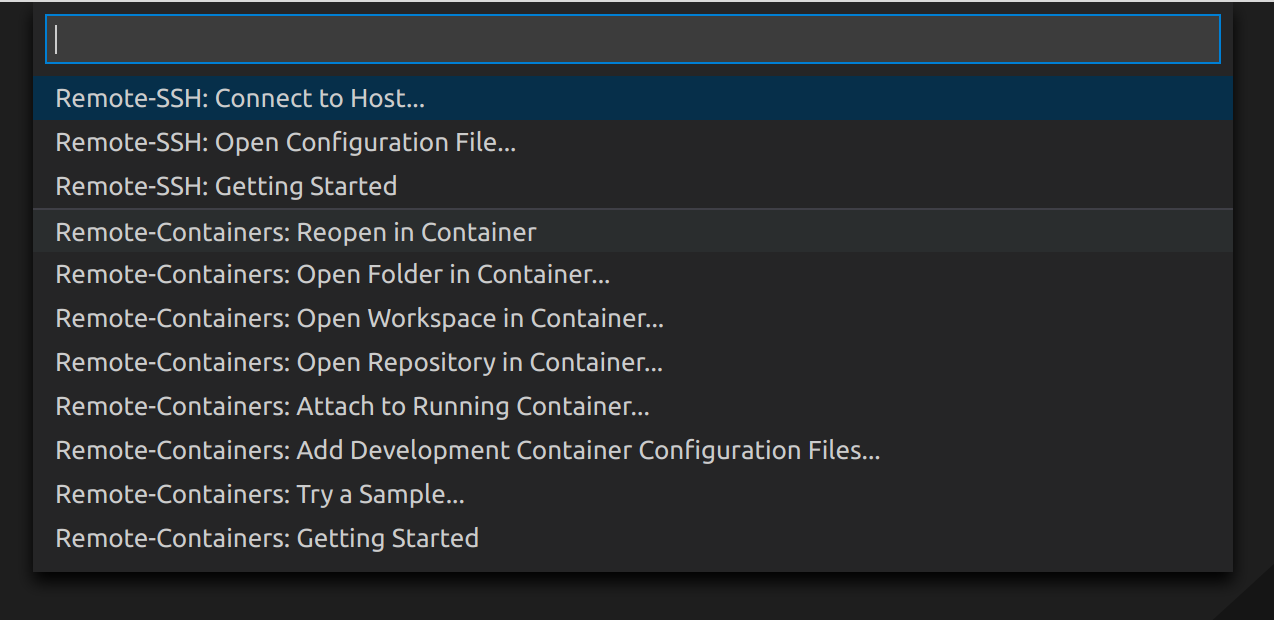 Remote-SSH: Connect to Host...
Remote-SSH: Open Configuration File...
Remote-SSH: Getting Started
Remote-Containers: Reopen in Container
Remote-Containers: Open Folder in Container...
Remote-Containers: Open Workspace in Container...
Remote-Containers: Open Repository in Container...
Remote-Containers: Attach to Running Container...
Remote-Containers: Add Development Container Configuration Files...
Remote-Containers: Try a Sample...
Remote-Containers: Getting Started